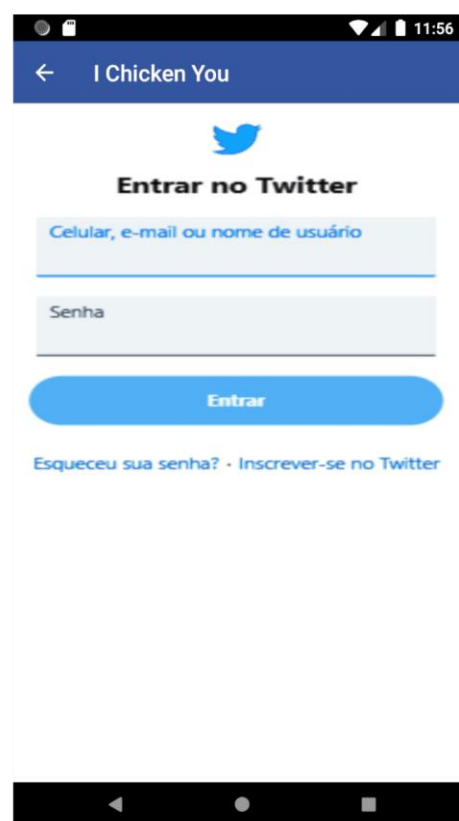 11:56
I Chicken You
Entrar no Twitter
Celular, e-mail ou nome de usuário
Senha
Entrar
Esqueceu sua senha? · Inscrever-se no Twitter